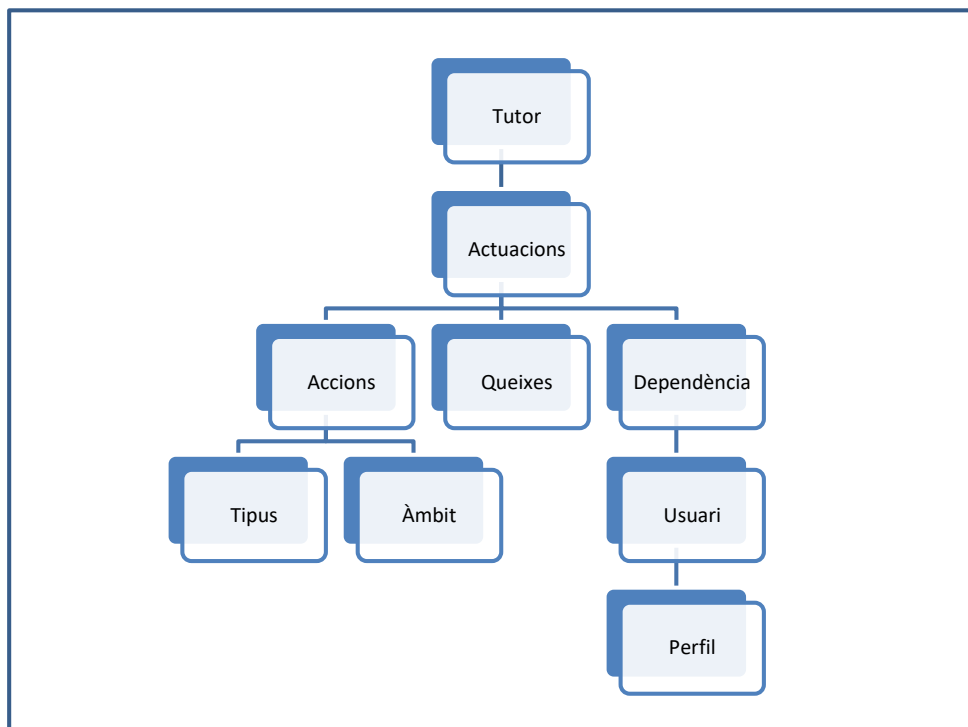 Tutor
Actuacions
Accions
Queixes
Dependència
Tipus
Àmbit
Usuari
Perfil